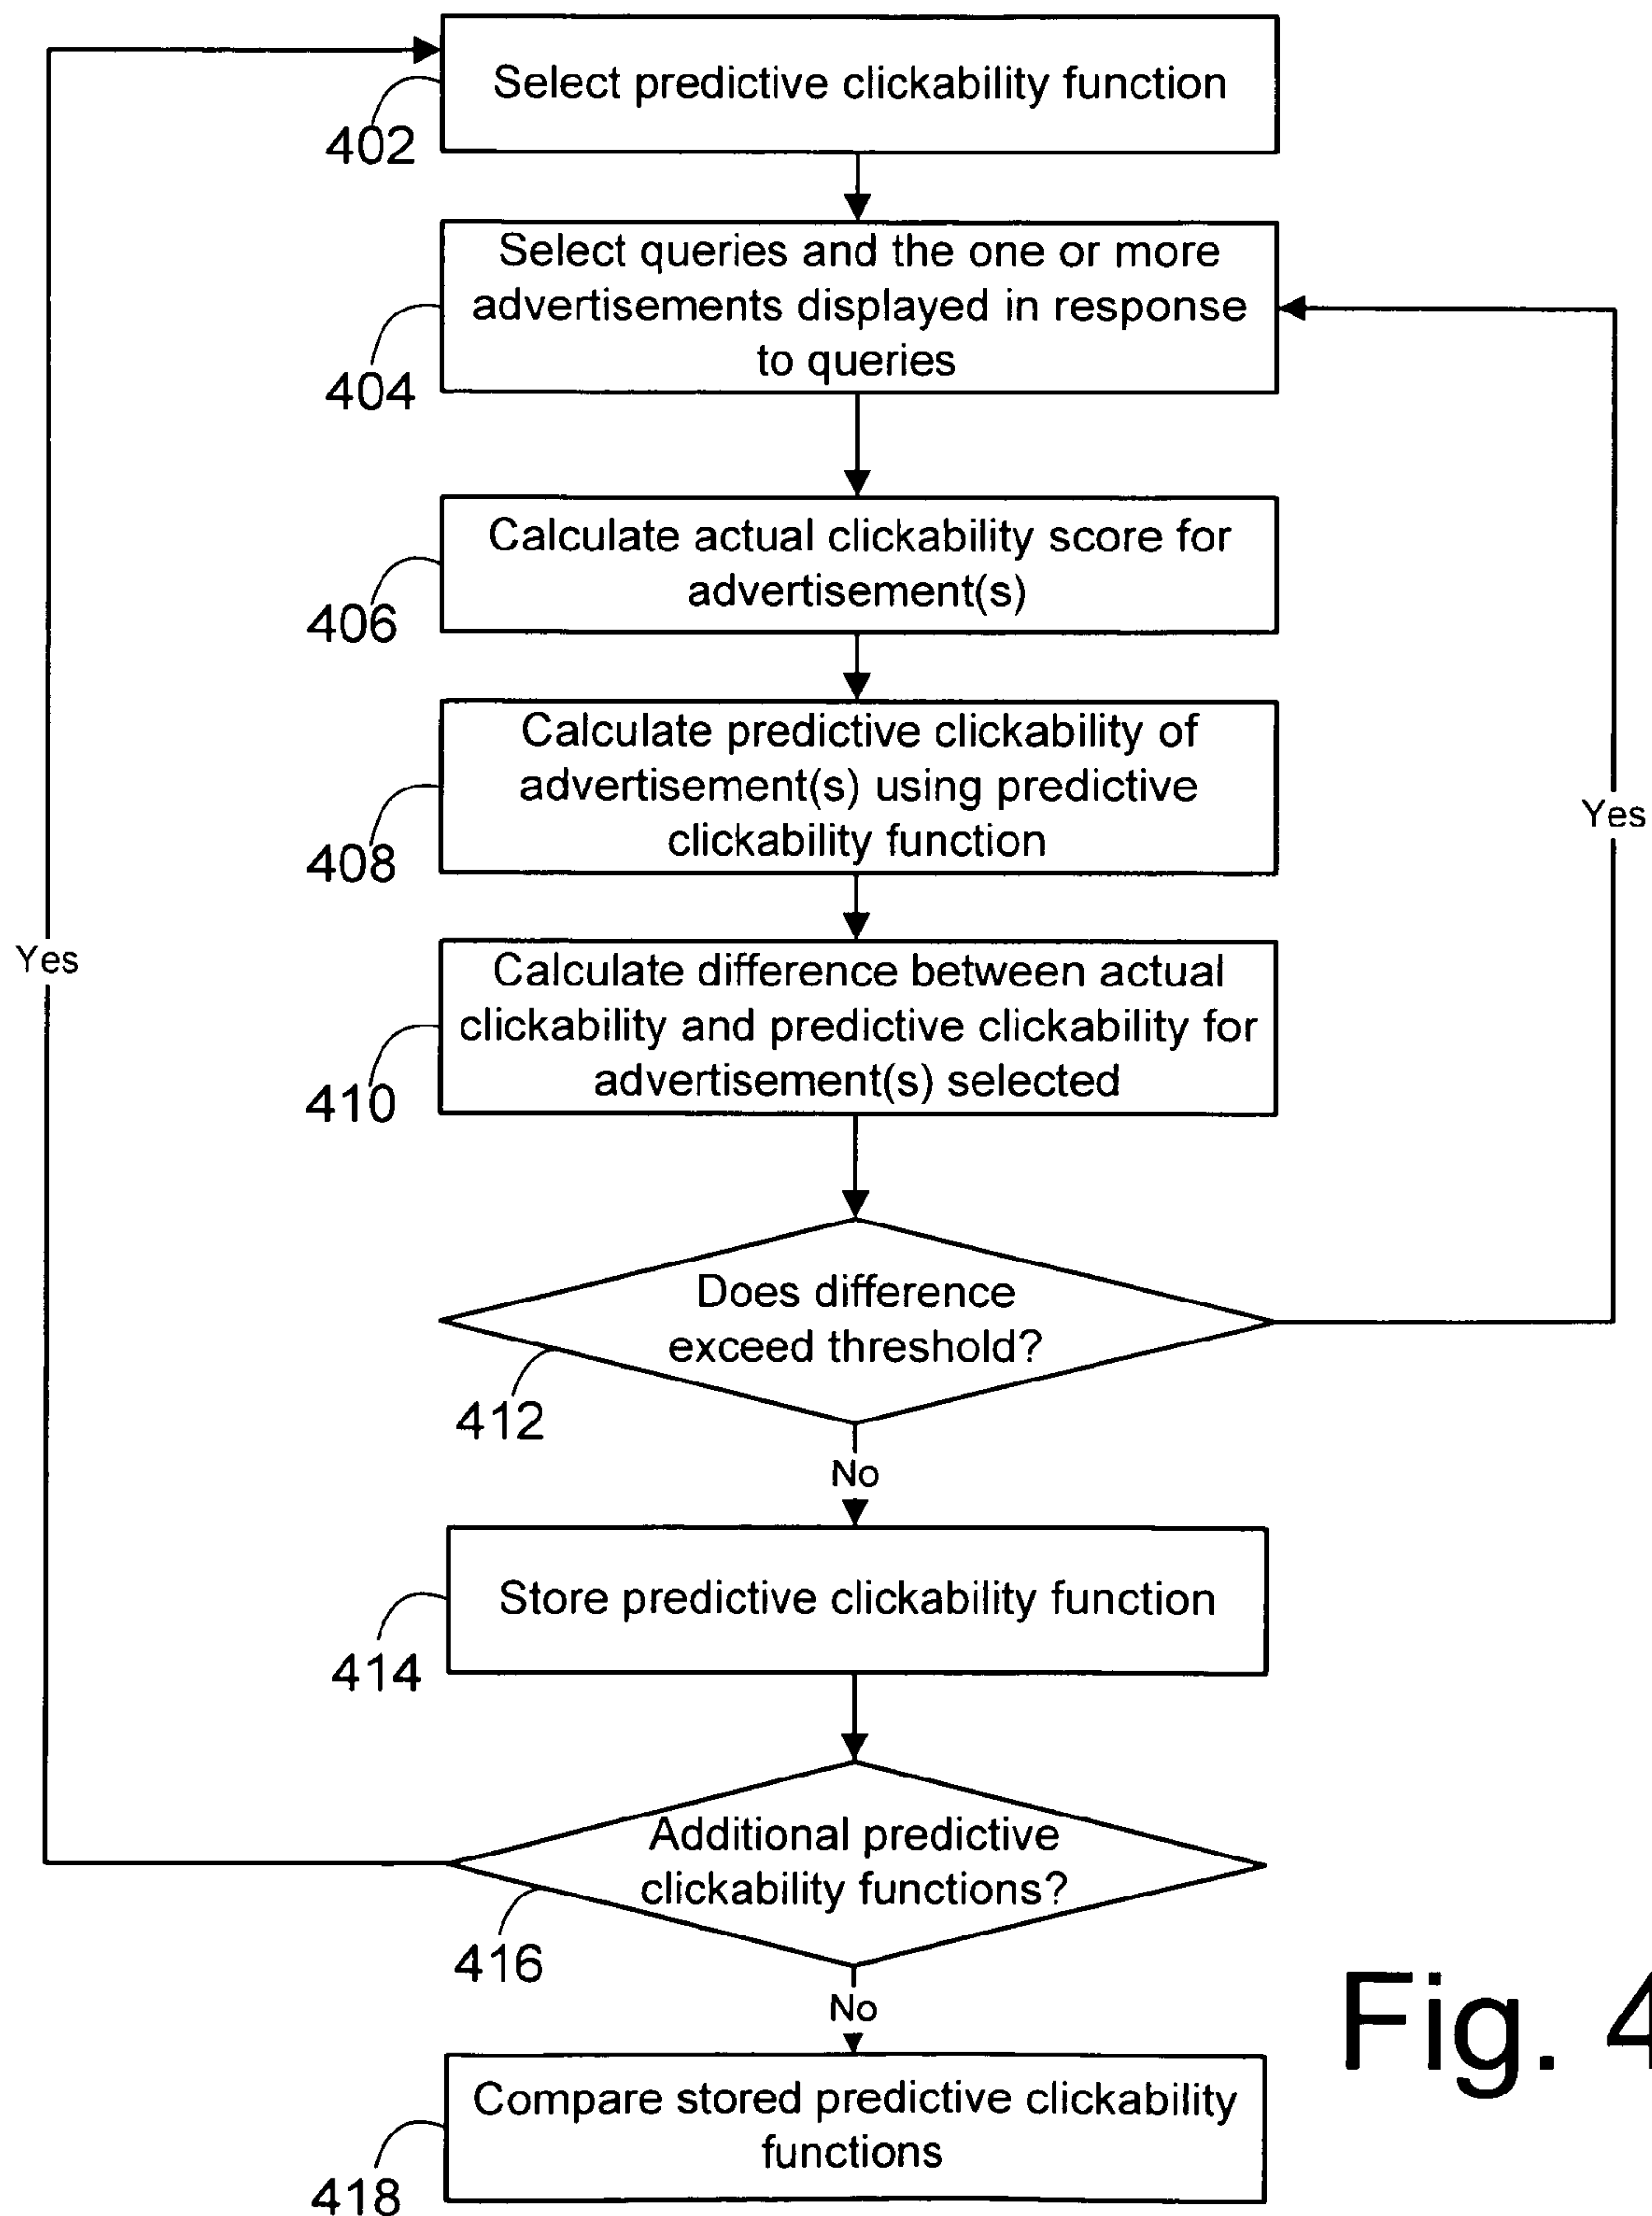 Select predictive clickability function
402
Select queries and the one or more
advertisements displayed in response
to queries
404
Calculate actual clickability score for
advertisement(s)
406
Calculate predictive clickability of
advertisement(s) using predictive
clickability function
408
Yes
Yes
Calculate difference between actual
clickability and predictive clickability for
advertisement(s) selected
410
Does difference
exceed threshold?
412
No
Store predictive clickability function
414
Additional predictive
clickability functions?
416
No
Compare stored predictive clickability
functions
418
Fig. 4